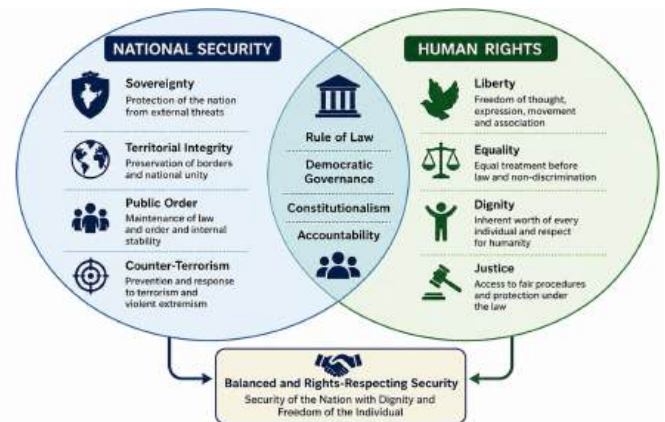 NATIONAL SECURITY
Sovereignty
Protection of the nation
from external threats
Territorial Integrity
Preservation of borders
and national unity
Public Order
Maintenance of law
and order and internal
stability
Counter-Terrorism
Prevention and response
to terrorism and
violent extremism
Rule of Law
Democratic
Governance
Constitutionalism
Accountability
HUMAN RIGHTS
Liberty
Freedom of thought,
expression, movement
and association
Equality
Equal treatment before
law and non-discrimination
Dignity
Inherent worth of every
individual and respect
for humanity
Justice
Access to fair procedures
and protection under
the law
Balanced and Rights-Respecting Security
Security of the Nation with Dignity and
Freedom of the Individual